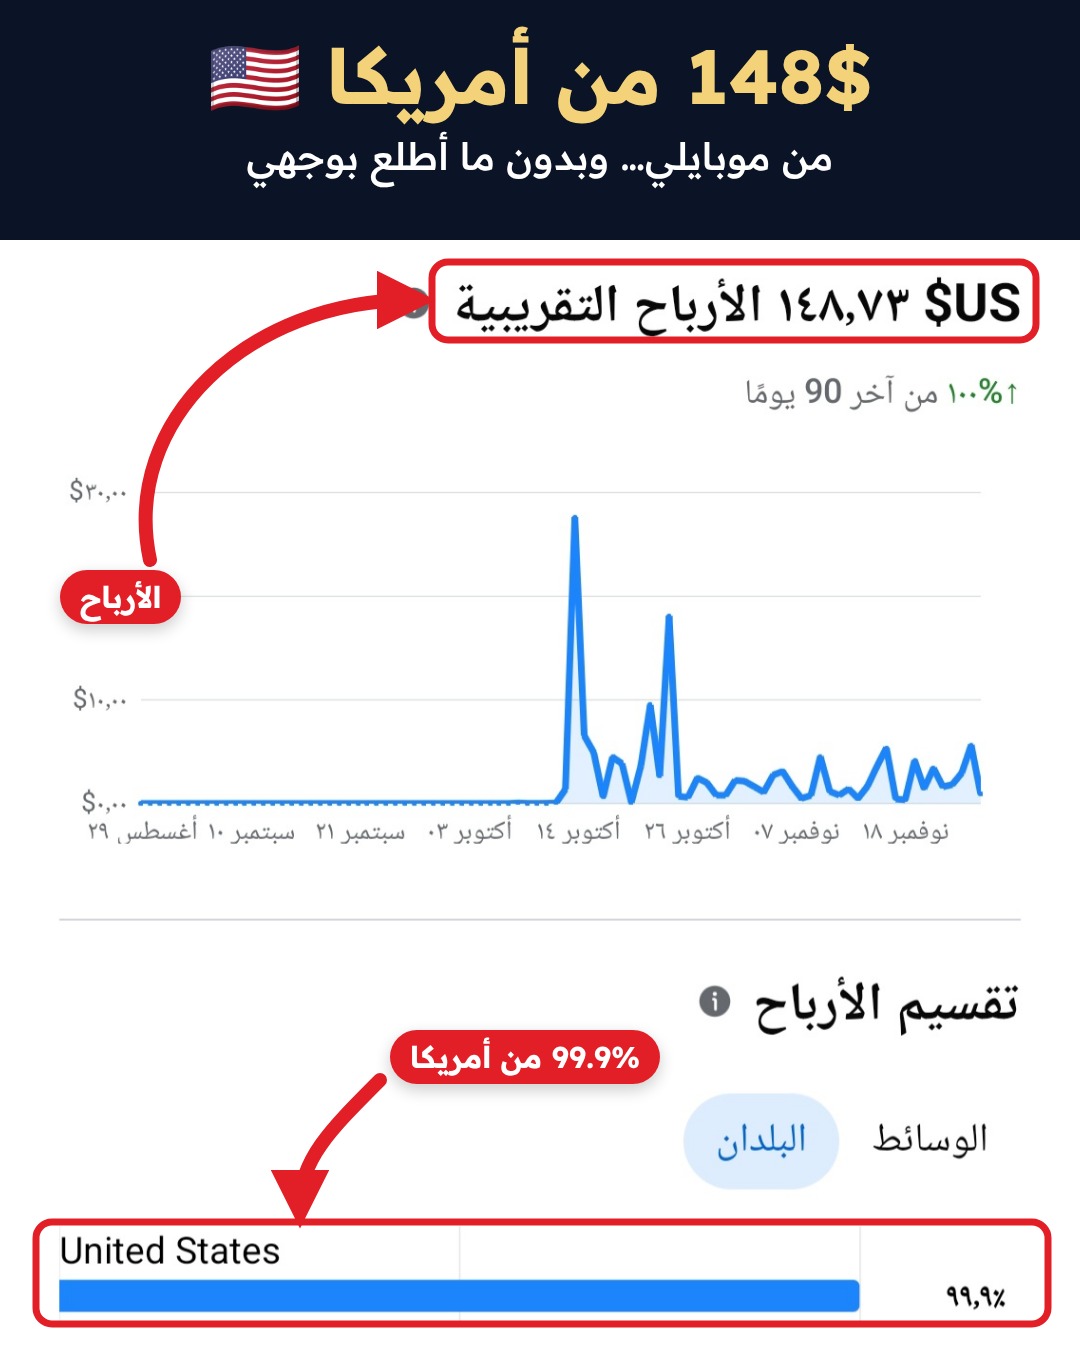 148$ من أمريكا 🇺🇸
من موبايلي... وبدون ما أطلع بوجهي
US$ ١٤٨,٧٣ الأرباح التقريبية
↑١٠٠% من آخر 90 يومًا
$٣٠,٠٠
الأرباح
$١٠,٠٠
$٠,٠٠
٢٩ أغسطس
١٠ سبتمبر
٢١ سبتمبر
٠٣ أكتوبر
١٤ أكتوبر
٢٦ أكتوبر
٠٧ نوفمبر
١٨ نوفمبر
تقسيم الأرباح
99.9% من أمريكا
الوسائط
البلدان
United States
٩٩,٩٪